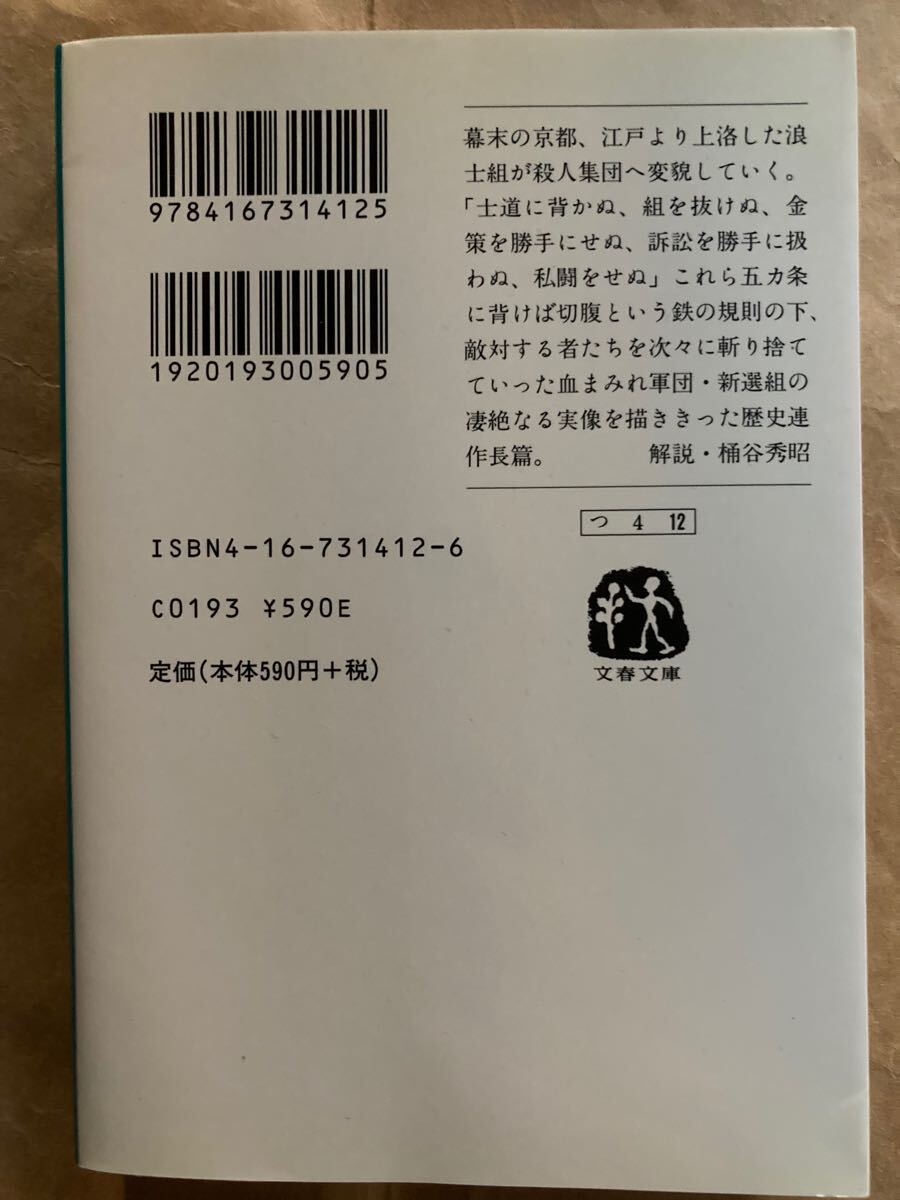 9784167314125
1920193005905
幕末の京都、江戸より上洛した浪
士組が殺人集団へ変貌していく。
「士道に背かぬ、組を抜けぬ、金
策を勝手にせぬ、訴訟を勝手に扱
わぬ、私闘をせぬ」これら五カ条
に背けば切腹という鉄の規則の下、
敵対する者たちを次々に斬り捨て
ていった血まみれ軍団・新選組の
凄絶なる実像を描ききった歴史連
作長篇。 解説・桶谷秀昭
ISBN4-16-731412-6
C0193 ¥590E
定価(本体590円+税)
つ 4 12
文春文庫